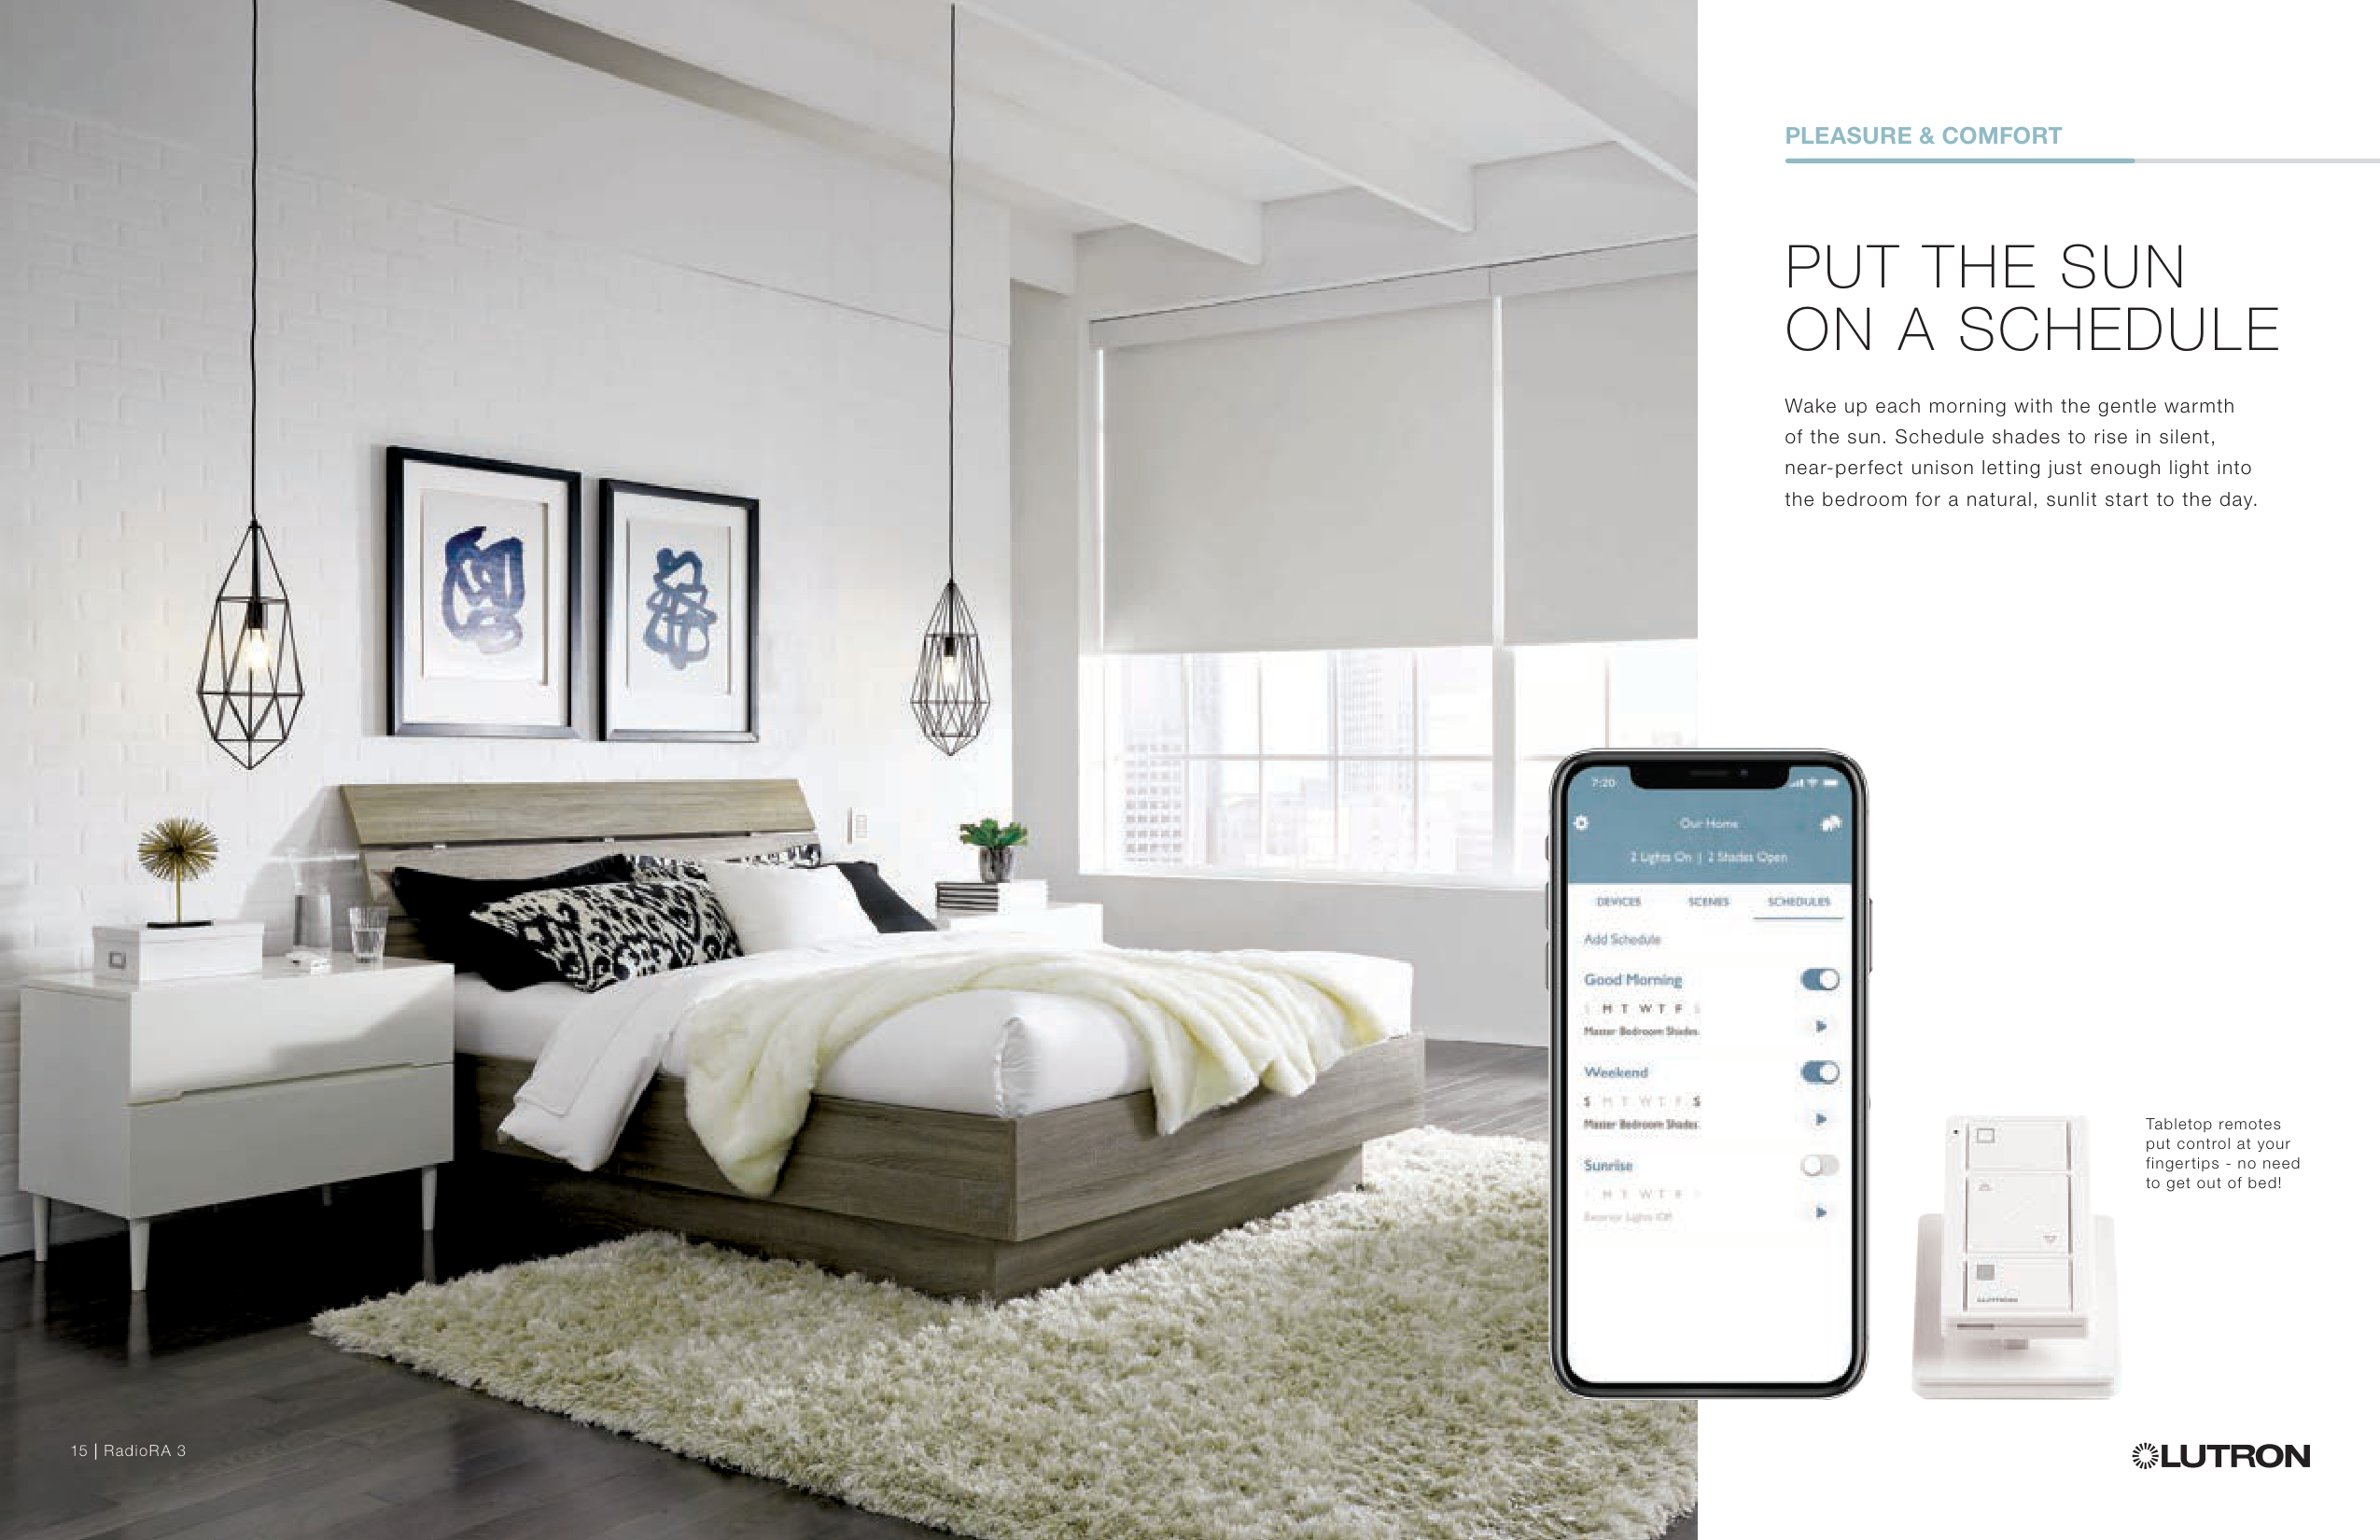 PLEASURE & COMFORT
PUT THE SUN
ON A SCHEDULE
Wake up each morning with the gentle warmth
of the sun. Schedule shades to rise in silent,
near-perfect unison letting just enough light into
the bedroom for a natural, sunlit start to the day.
7:20
Our Home
2 Lights On | 2 Shades Open
DEVICES SCENES SCHEDULES
Add Schedule
Good Morning
S M T W T F S
Master Bedroom Shades
Weekend
S M T W T F S
Master Bedroom Shades
Sunrise
S M T W T F S
Exterior Lights Off
Tabletop remotes
put control at your
fingertips - no need
to get out of bed!
LUTRON
15 | RadioRA 3
LUTRON